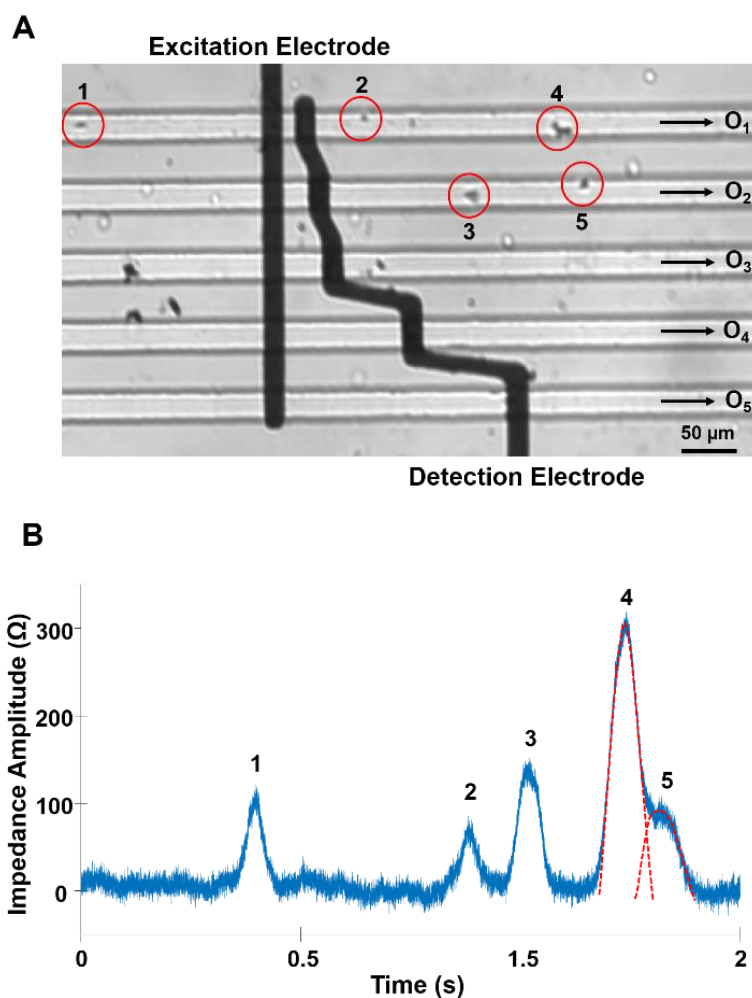 A
Excitation Electrode
1
2
4
O₁
O₂
3
5
O₃
O₄
O₅
50 µm
Detection Electrode
B
Impedance Amplitude (Ω)
300
200
100
0
1
2
3
4
5
0
0.5
1.5
2
Time (s)